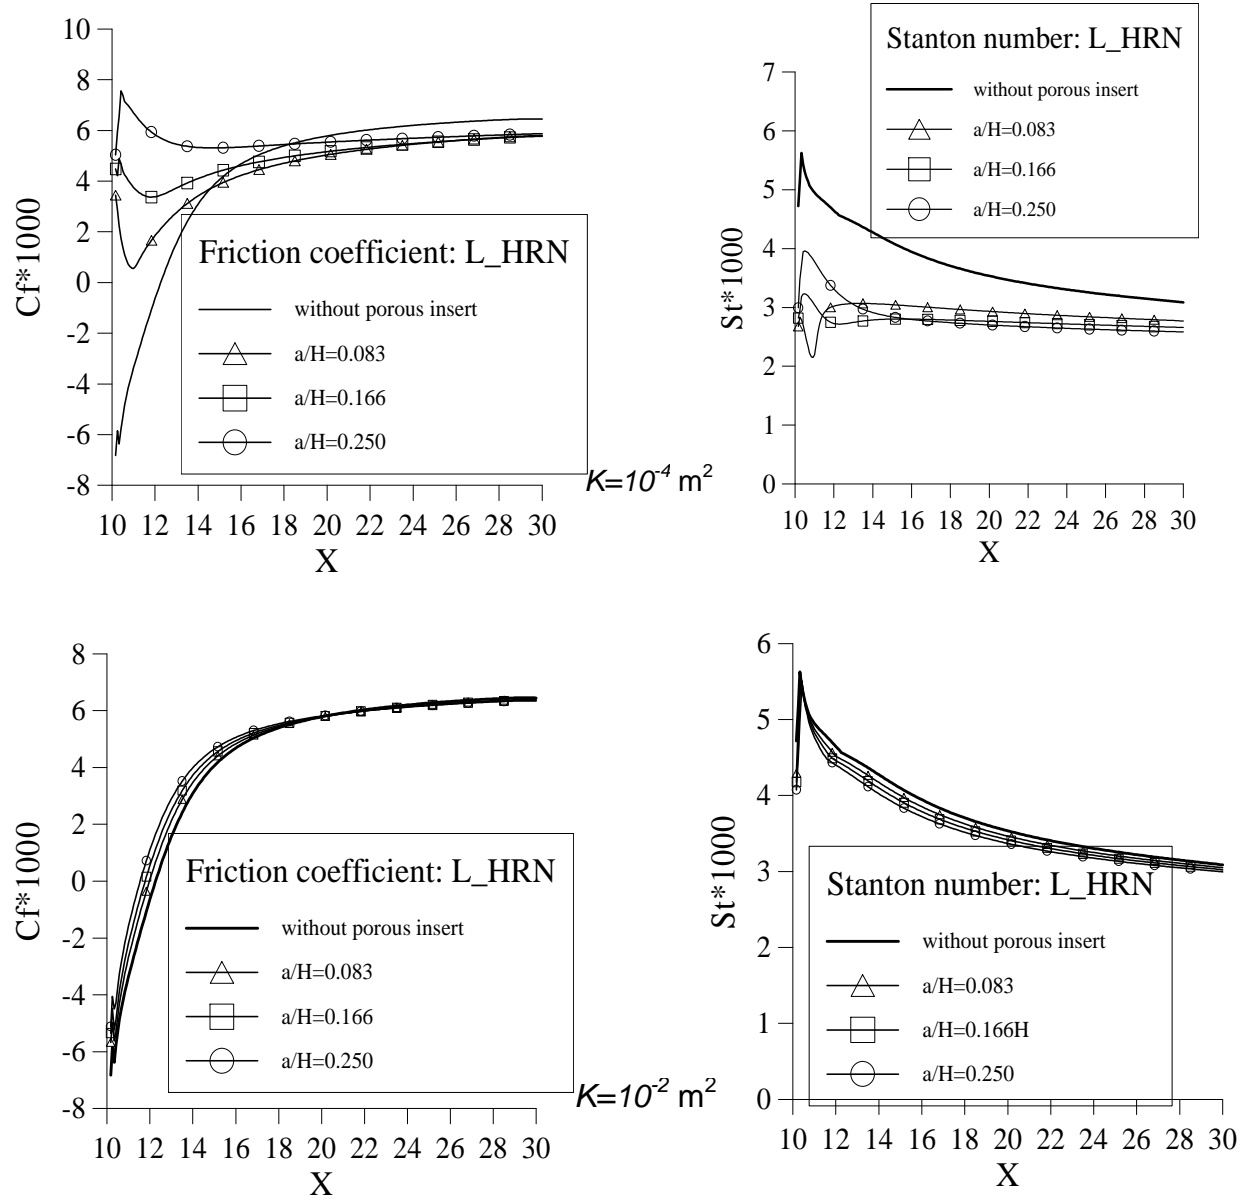 10
8
6
4
2
0
-2
-4
-6
-8
Cf*1000
Friction coefficient: L_HRN
without porous insert
a/H=0.083
a/H=0.166
a/H=0.250
10 12 14 16 18 20 22 24 26 28 30
X
K=10-4 m2
Stanton number: L_HRN
without porous insert
a/H=0.083
a/H=0.166
a/H=0.250
7
6
5
4
3
2
1
0
St*1000
10 12 14 16 18 20 22 24 26 28 30
X
8
6
4
2
0
-2
-4
-6
-8
Cf*1000
Friction coefficient: L_HRN
without porous insert
a/H=0.083
a/H=0.166
a/H=0.250
10 12 14 16 18 20 22 24 26 28 30
X
K=10-2 m2
6
5
4
3
2
1
0
St*1000
Stanton number: L_HRN
without porous insert
a/H=0.083
a/H=0.166H
a/H=0.250
10 12 14 16 18 20 22 24 26 28 30
X